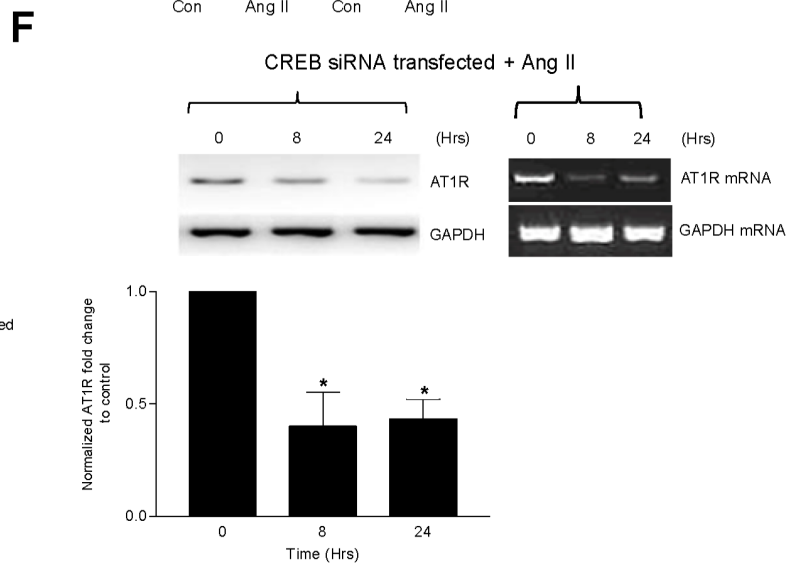 Con Ang II Con Ang II
F
CREB siRNA transfected + Ang II
0 8 24 (Hrs) 0 8 24 (Hrs)
AT1R AT1R mRNA
GAPDH GAPDH mRNA
ed
Normalized AT1R fold change
to control
1.0
0.5
0.0
* *
0 8 24
Time (Hrs)